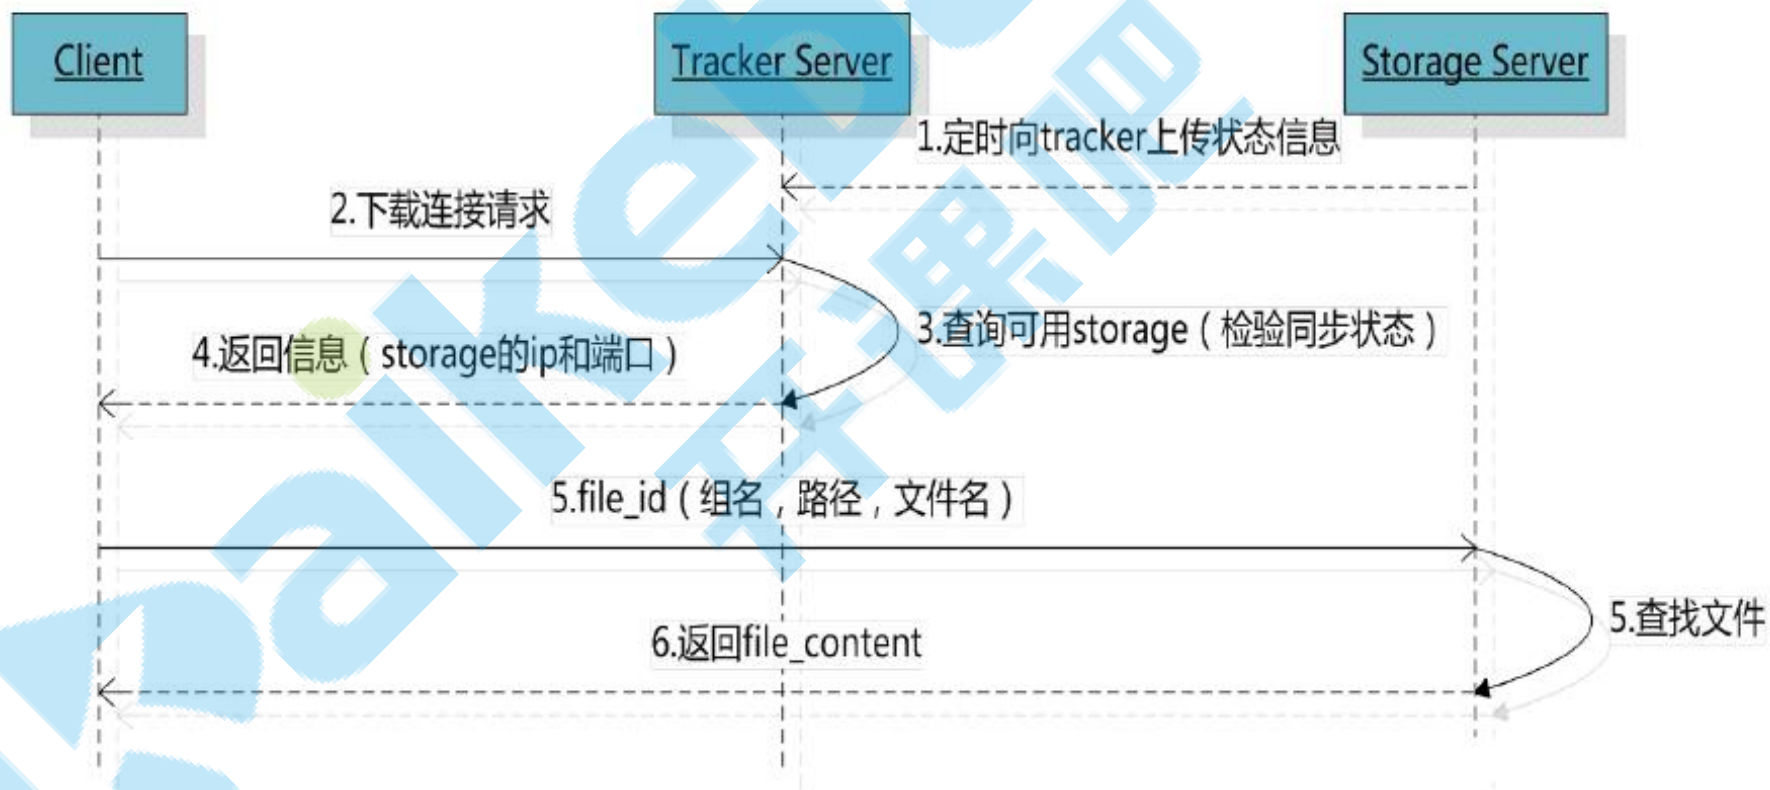 Client
Tracker Server
Storage Server
1.定时向tracker上传状态信息
2.下载连接请求
3.查询可用storage（检验同步状态）
4.返回信息（storage的ip和端口）
5.file_id（组名，路径，文件名）
5.查找文件
6.返回file_content
Kaikeba
开课吧